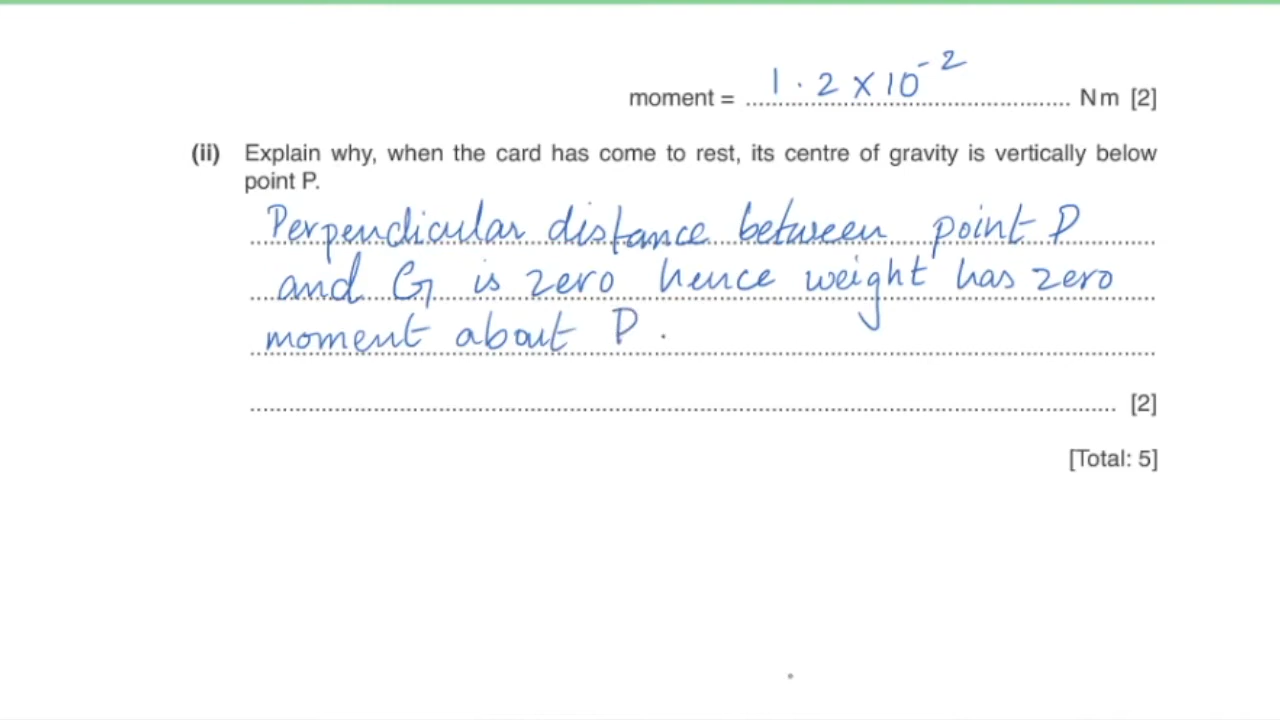 moment = 1.2 x 10^-2 Nm [2]
(ii) Explain why, when the card has come to rest, its centre of gravity is vertically below
point P.
Perpendicular distance between point P
and G is zero hence weight has zero
moment about P.
[2]
[Total: 5]